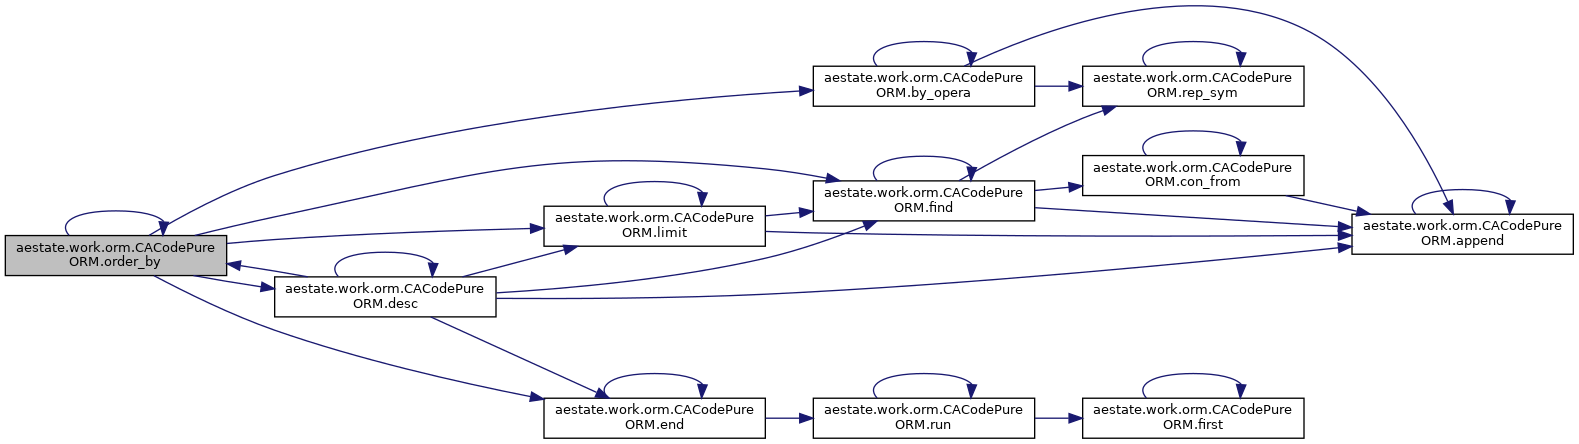 aestate.work.orm.CACodePure
ORM.by_opera
aestate.work.orm.CACodePure
ORM.rep_sym
aestate.work.orm.CACodePure
ORM.con_from
aestate.work.orm.CACodePure
ORM.find
aestate.work.orm.CACodePure
ORM.limit
aestate.work.orm.CACodePure
ORM.append
aestate.work.orm.CACodePure
ORM.order_by
aestate.work.orm.CACodePure
ORM.desc
aestate.work.orm.CACodePure
ORM.end
aestate.work.orm.CACodePure
ORM.run
aestate.work.orm.CACodePure
ORM.first